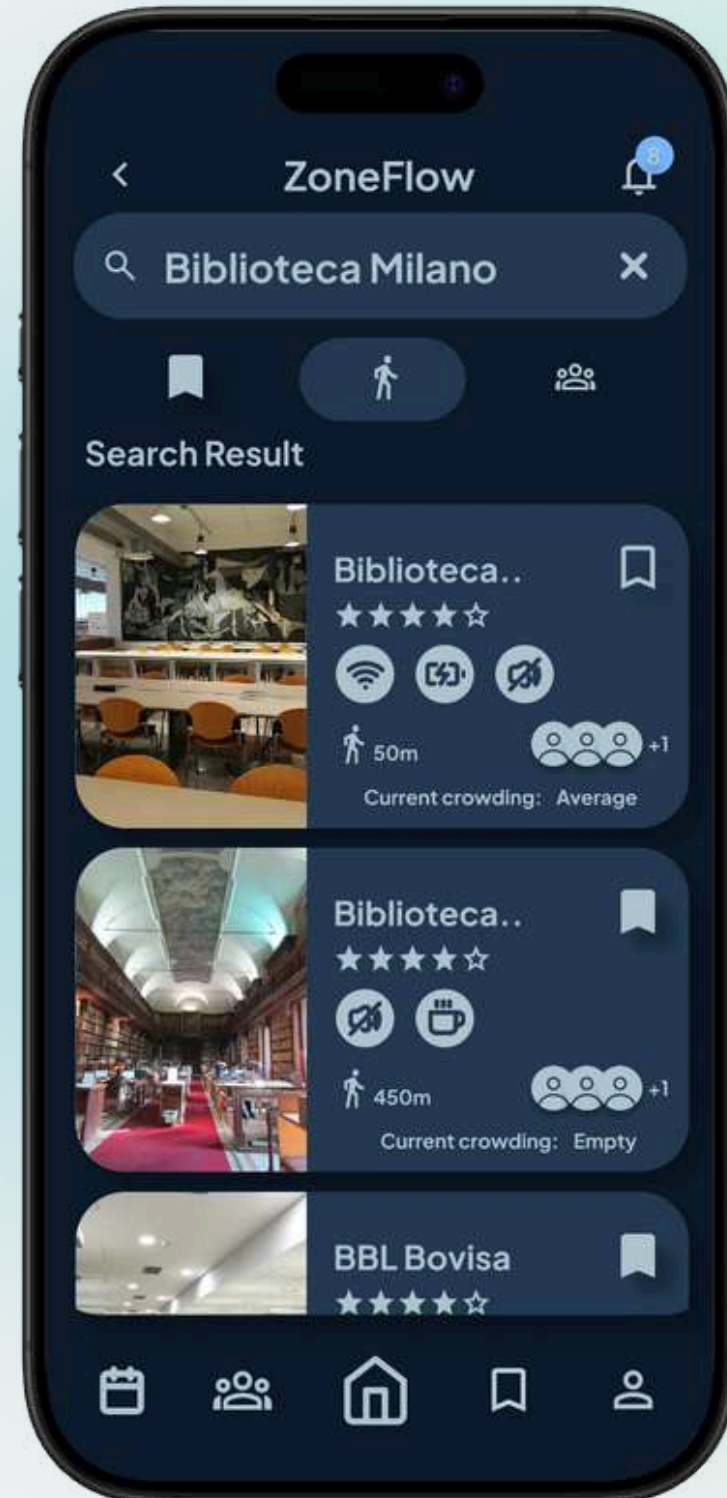 ZoneFlow
8
Biblioteca Milano
Search Result
Biblioteca..
50m
+1
Current crowding: Average
Biblioteca..
450m
+1
Current crowding: Empty
BBL Bovisa